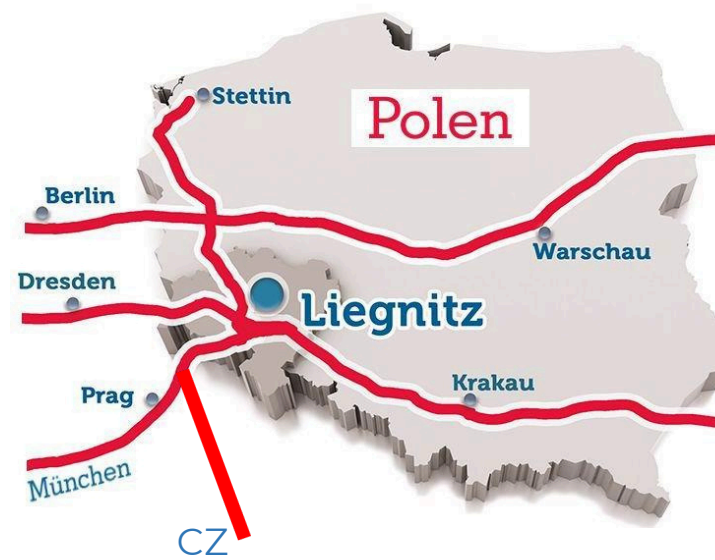 Stettin
Polen
Berlin
Warschau
Dresden
Liegnitz
Prag
Krakau
München
CZ